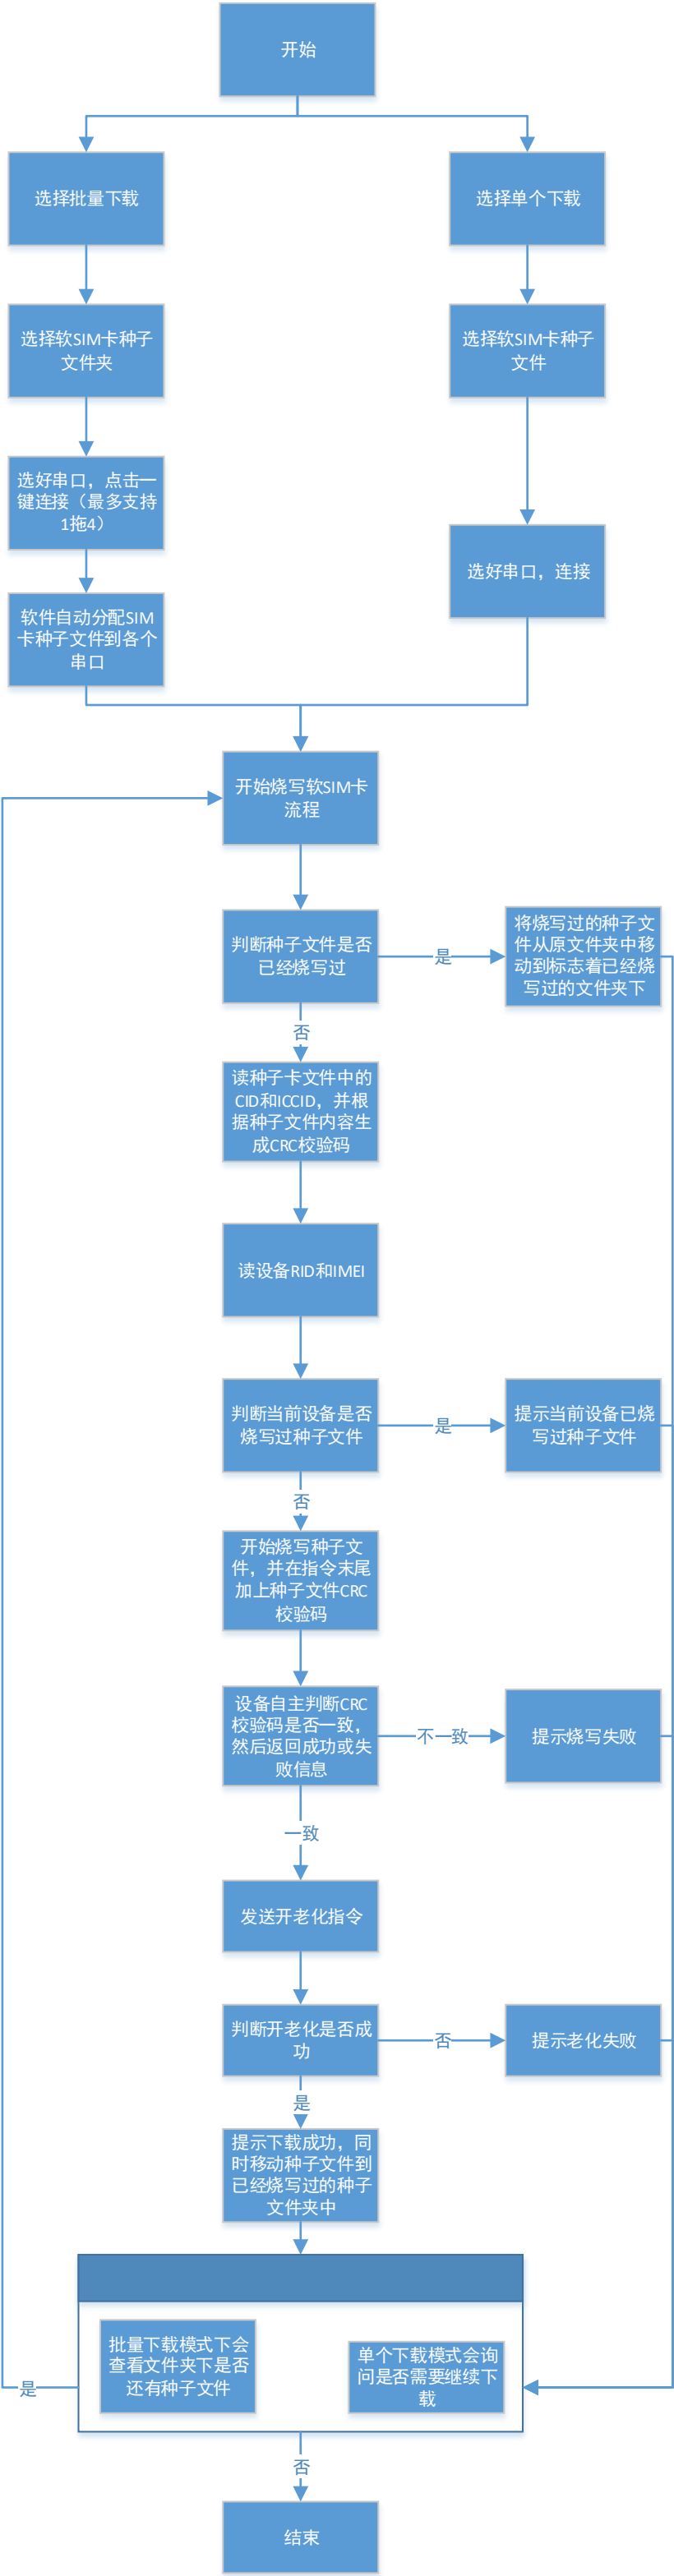 开始
选择批量下载
选择单个下载
选择软SIM卡种子
文件夹
选择软SIM卡种子
文件
选好串口，点击一
键连接（最多支持
1拖4）
选好串口，连接
软件自动分配SIM
卡种子文件到各个
串口
开始烧写软SIM卡
流程
判断种子文件是否
已经烧写过
是
将烧写过的种子文
件从原文件夹中移
动到标志着已经烧
写过的文件夹下
否
读种子卡文件中的
CID和ICCID，并根
据种子文件内容生
成CRC校验码
读设备RID和IMEI
判断当前设备是否
烧写过种子文件
是
提示当前设备已烧
写过种子文件
否
开始烧写种子文
件，并在指令末尾
加上种子文件CRC
校验码
设备自主判断CRC
校验码是否一致，
然后返回成功或失
败信息
不一致
提示烧写失败
一致
发送开老化指令
判断开老化是否成
功
否
提示老化失败
是
提示下载成功，同
时移动种子文件到
已经烧写过的种子
文件夹中
批量下载模式下会
查看文件夹下是否
还有种子文件
单个下载模式会询
问是否需要继续下
载
是
否
结束